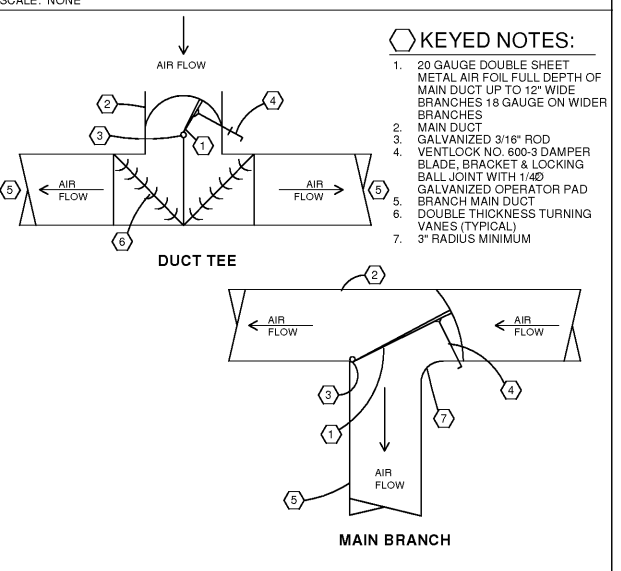 SCALE: NONE
KEYED NOTES:
1. 20 GAUGE DOUBLE SHEET
METAL AIR FOIL FULL DEPTH OF
MAIN DUCT UP TO 12" WIDE
BRANCHES 18 GAUGE ON WIDER
BRANCHES
2. MAIN DUCT
3. GALVANIZED 3/16" ROD
4. VENTLOCK NO. 600-3 DAMPER
BLADE, BRACKET & LOCKING
BALL JOINT WITH 1/4Ø
GALVANIZED OPERATOR PAD
5. BRANCH MAIN DUCT
6. DOUBLE THICKNESS TURNING
VANES (TYPICAL)
7. 3" RADIUS MINIMUM
AIR FLOW
2
4
3
1
5
AIR
FLOW
AIR
FLOW
5
6
DUCT TEE
2
AIR
FLOW
AIR
FLOW
3
4
7
1
AIR
FLOW
5
MAIN BRANCH